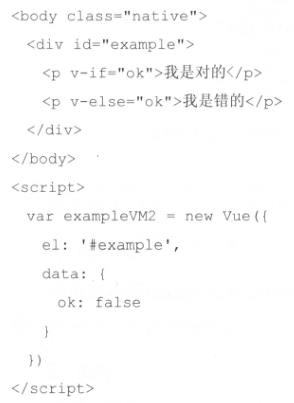 <body class="native">
<div id="example">
<p v-if="ok">我是对的</p>
<p v-else="ok">我是错的</p>
</div>
</body>
<script>
var exampleVM2 = new Vue({
el: '#example',
data: {
ok: false
}
})
</script>